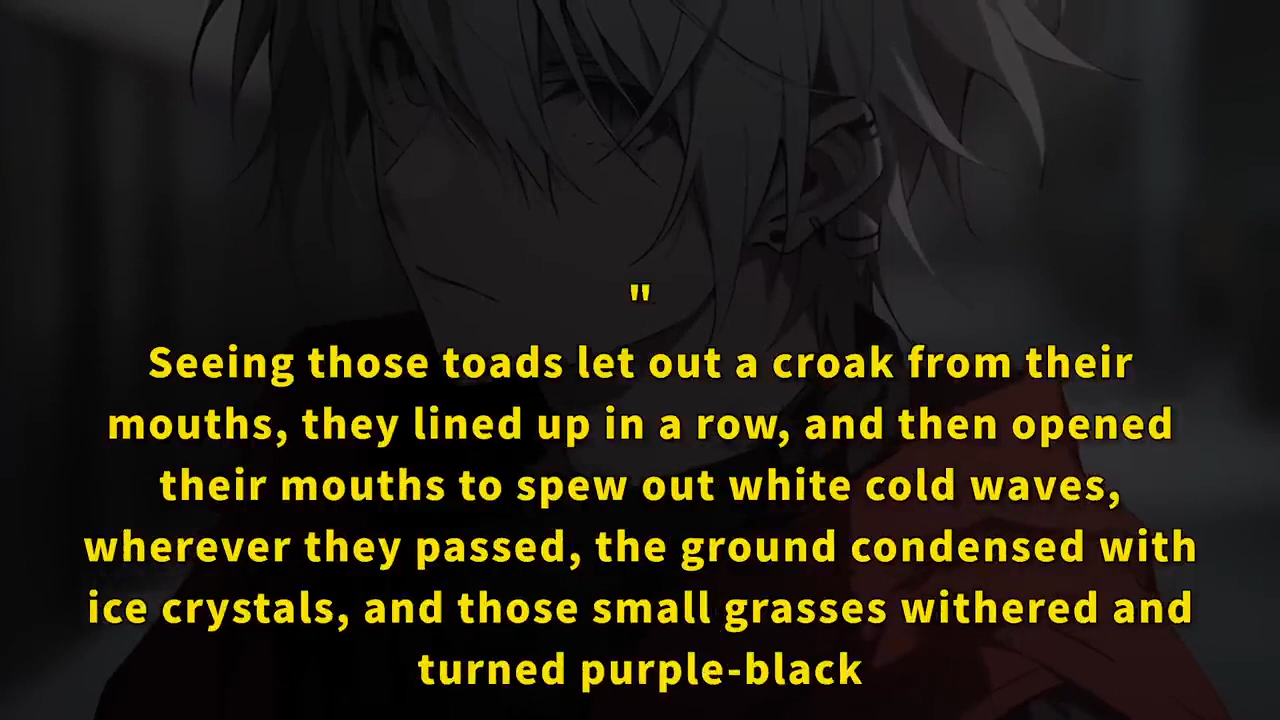 "
Seeing those toads let out a croak from their
mouths, they lined up in a row, and then opened
their mouths to spew out white cold waves,
wherever they passed, the ground condensed with
ice crystals, and those small grasses withered and
turned purple-black